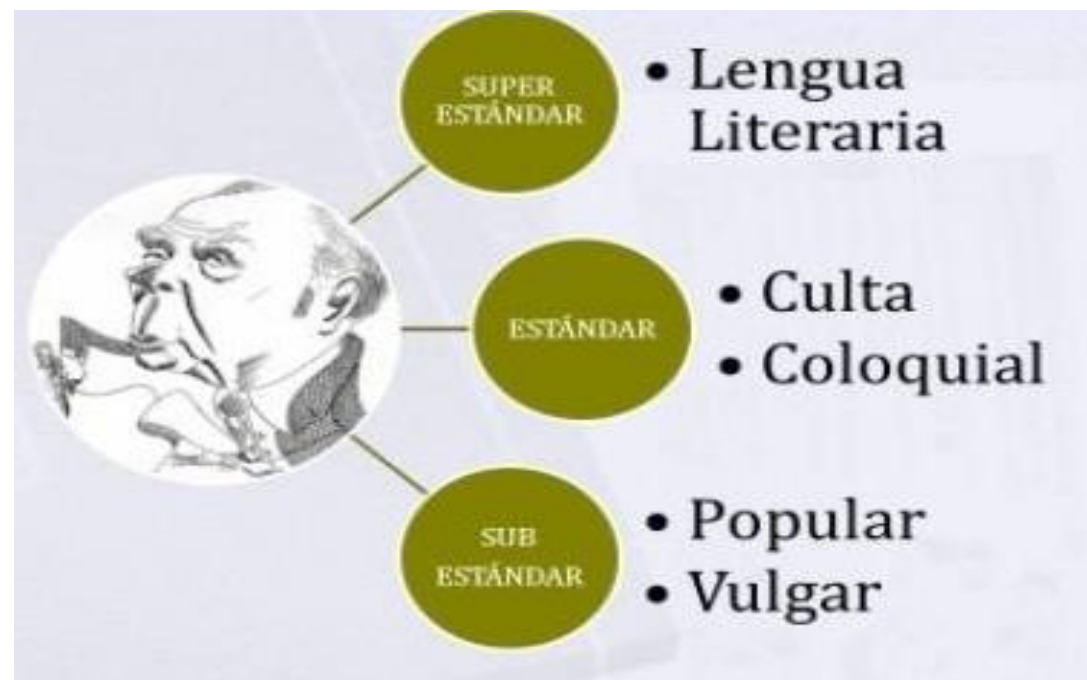 SUPER
ESTÁNDAR
• Lengua
Literaria
ESTÁNDAR
• Culta
• Coloquial
SUB
ESTÁNDAR
• Popular
• Vulgar